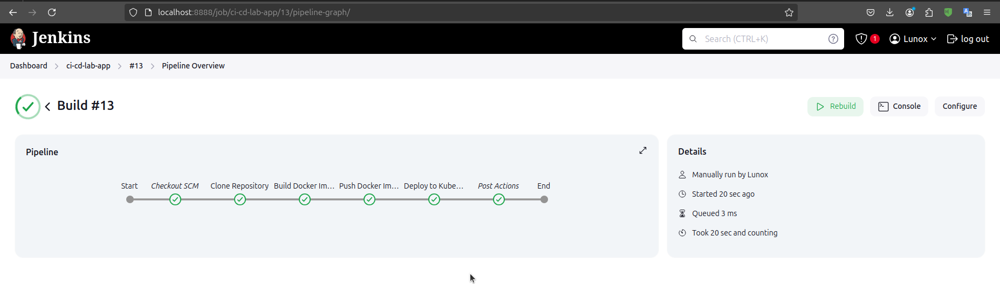 localhost:8888/job/ci-cd-lab-app/13/pipeline-graph/
Jenkins
Search (CTRL+K)
?
1
Lunox
log out
Dashboard > ci-cd-lab-app > #13 > Pipeline Overview
Build #13
Rebuild
Console
Configure
Pipeline
Start Checkout SCM Clone Repository Build Docker Im... Push Docker Im... Deploy to Kube... Post Actions End
Details
Manually run by Lunox
Started 20 sec ago
Queued 3 ms
Took 20 sec and counting